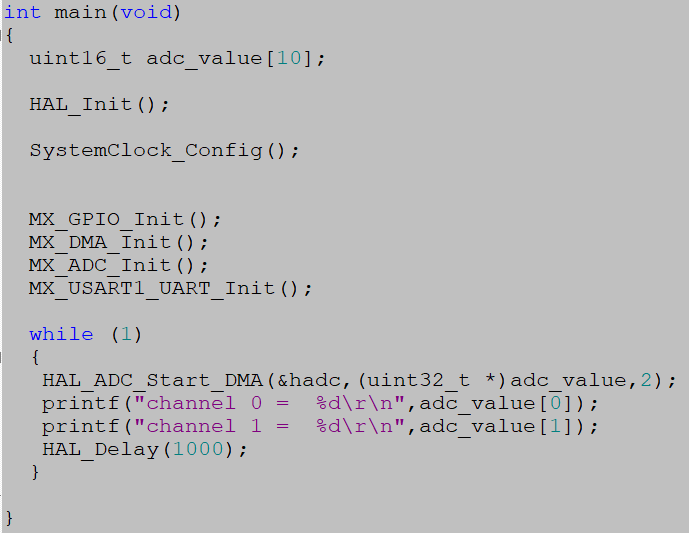 int main(void)
{
uint16_t adc_value[10];
HAL_Init();
SystemClock_Config();
MX_GPIO_Init();
MX_DMA_Init();
MX_ADC_Init();
MX_USART1_UART_Init();
while (1)
{
HAL_ADC_Start_DMA(&hadc,(uint32_t *)adc_value,2);
printf("channel 0 =  %d\r\n",adc_value[0]);
printf("channel 1 =  %d\r\n",adc_value[1]);
HAL_Delay(1000);
}
}